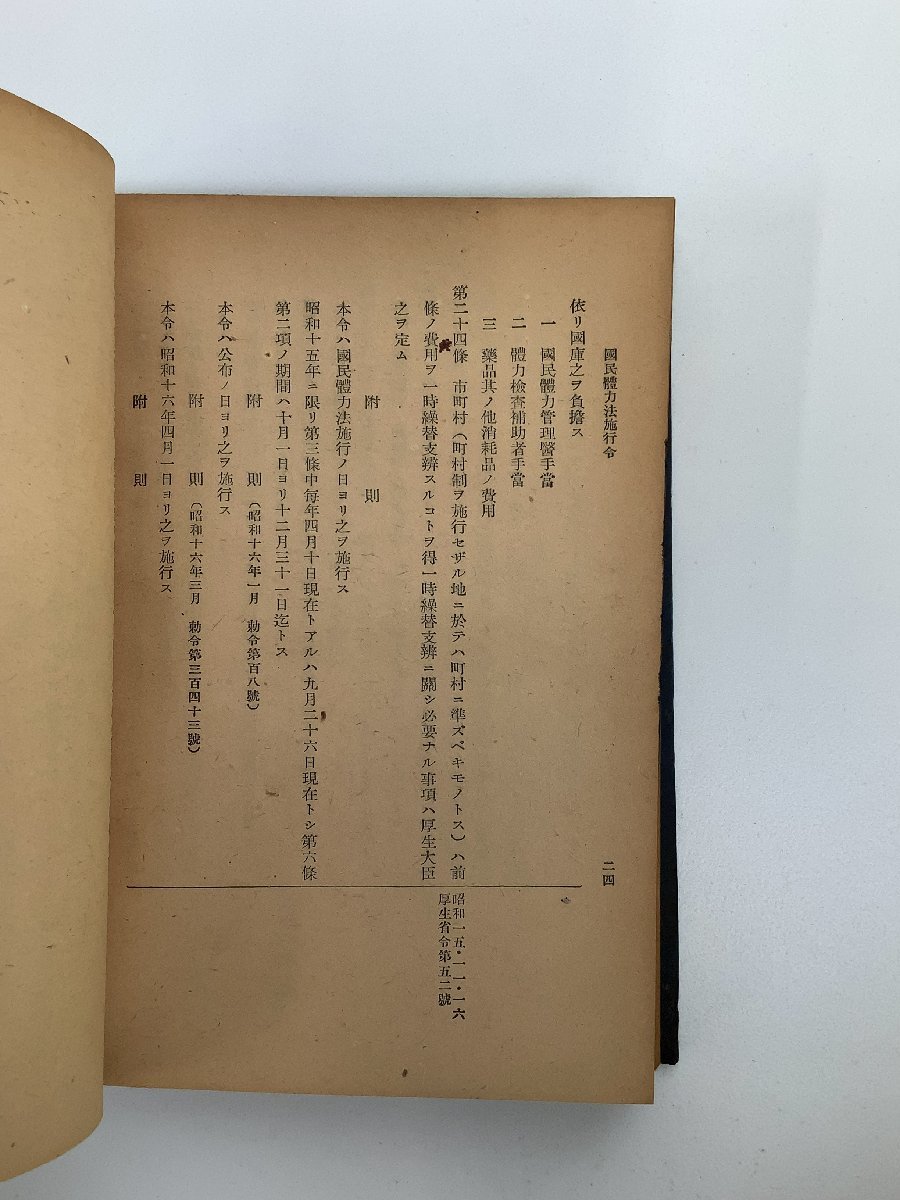 國民體力法施行令
二四
依リ國庫之ヲ負擔ス
一 國民體力管理醫手當
二 體力檢査補助者手當
三 藥品其ノ他消耗品ノ費用
第二十四條 市町村(町村制ヲ施行セザル地ニ於テハ町村ニ準ズベキモノトス)ハ前
條ノ費用ヲ一時繰替支辨スルコトヲ得一時繰替支辨ニ關シ必要ナル事項ハ厚生大臣
之ヲ定ム
昭和一五・一一・一六
厚生省令第五二號
附則
本令ハ國民體力法施行ノ日ヨリ之ヲ施行ス
昭和十五年ニ限リ第三條中每年四月十日現在トアルハ九月二十六日現在トシ第六條
第二項ノ期間ハ十月一日ヨリ十二月三十一日迄トス
附則(昭和十六年一月 勅令第百八號)
本令ハ公布ノ日ヨリ之ヲ施行ス
附則(昭和十六年三月 勅令第三百四十三號)
本令ハ昭和十六年四月一日ヨリ之ヲ施行ス
附則